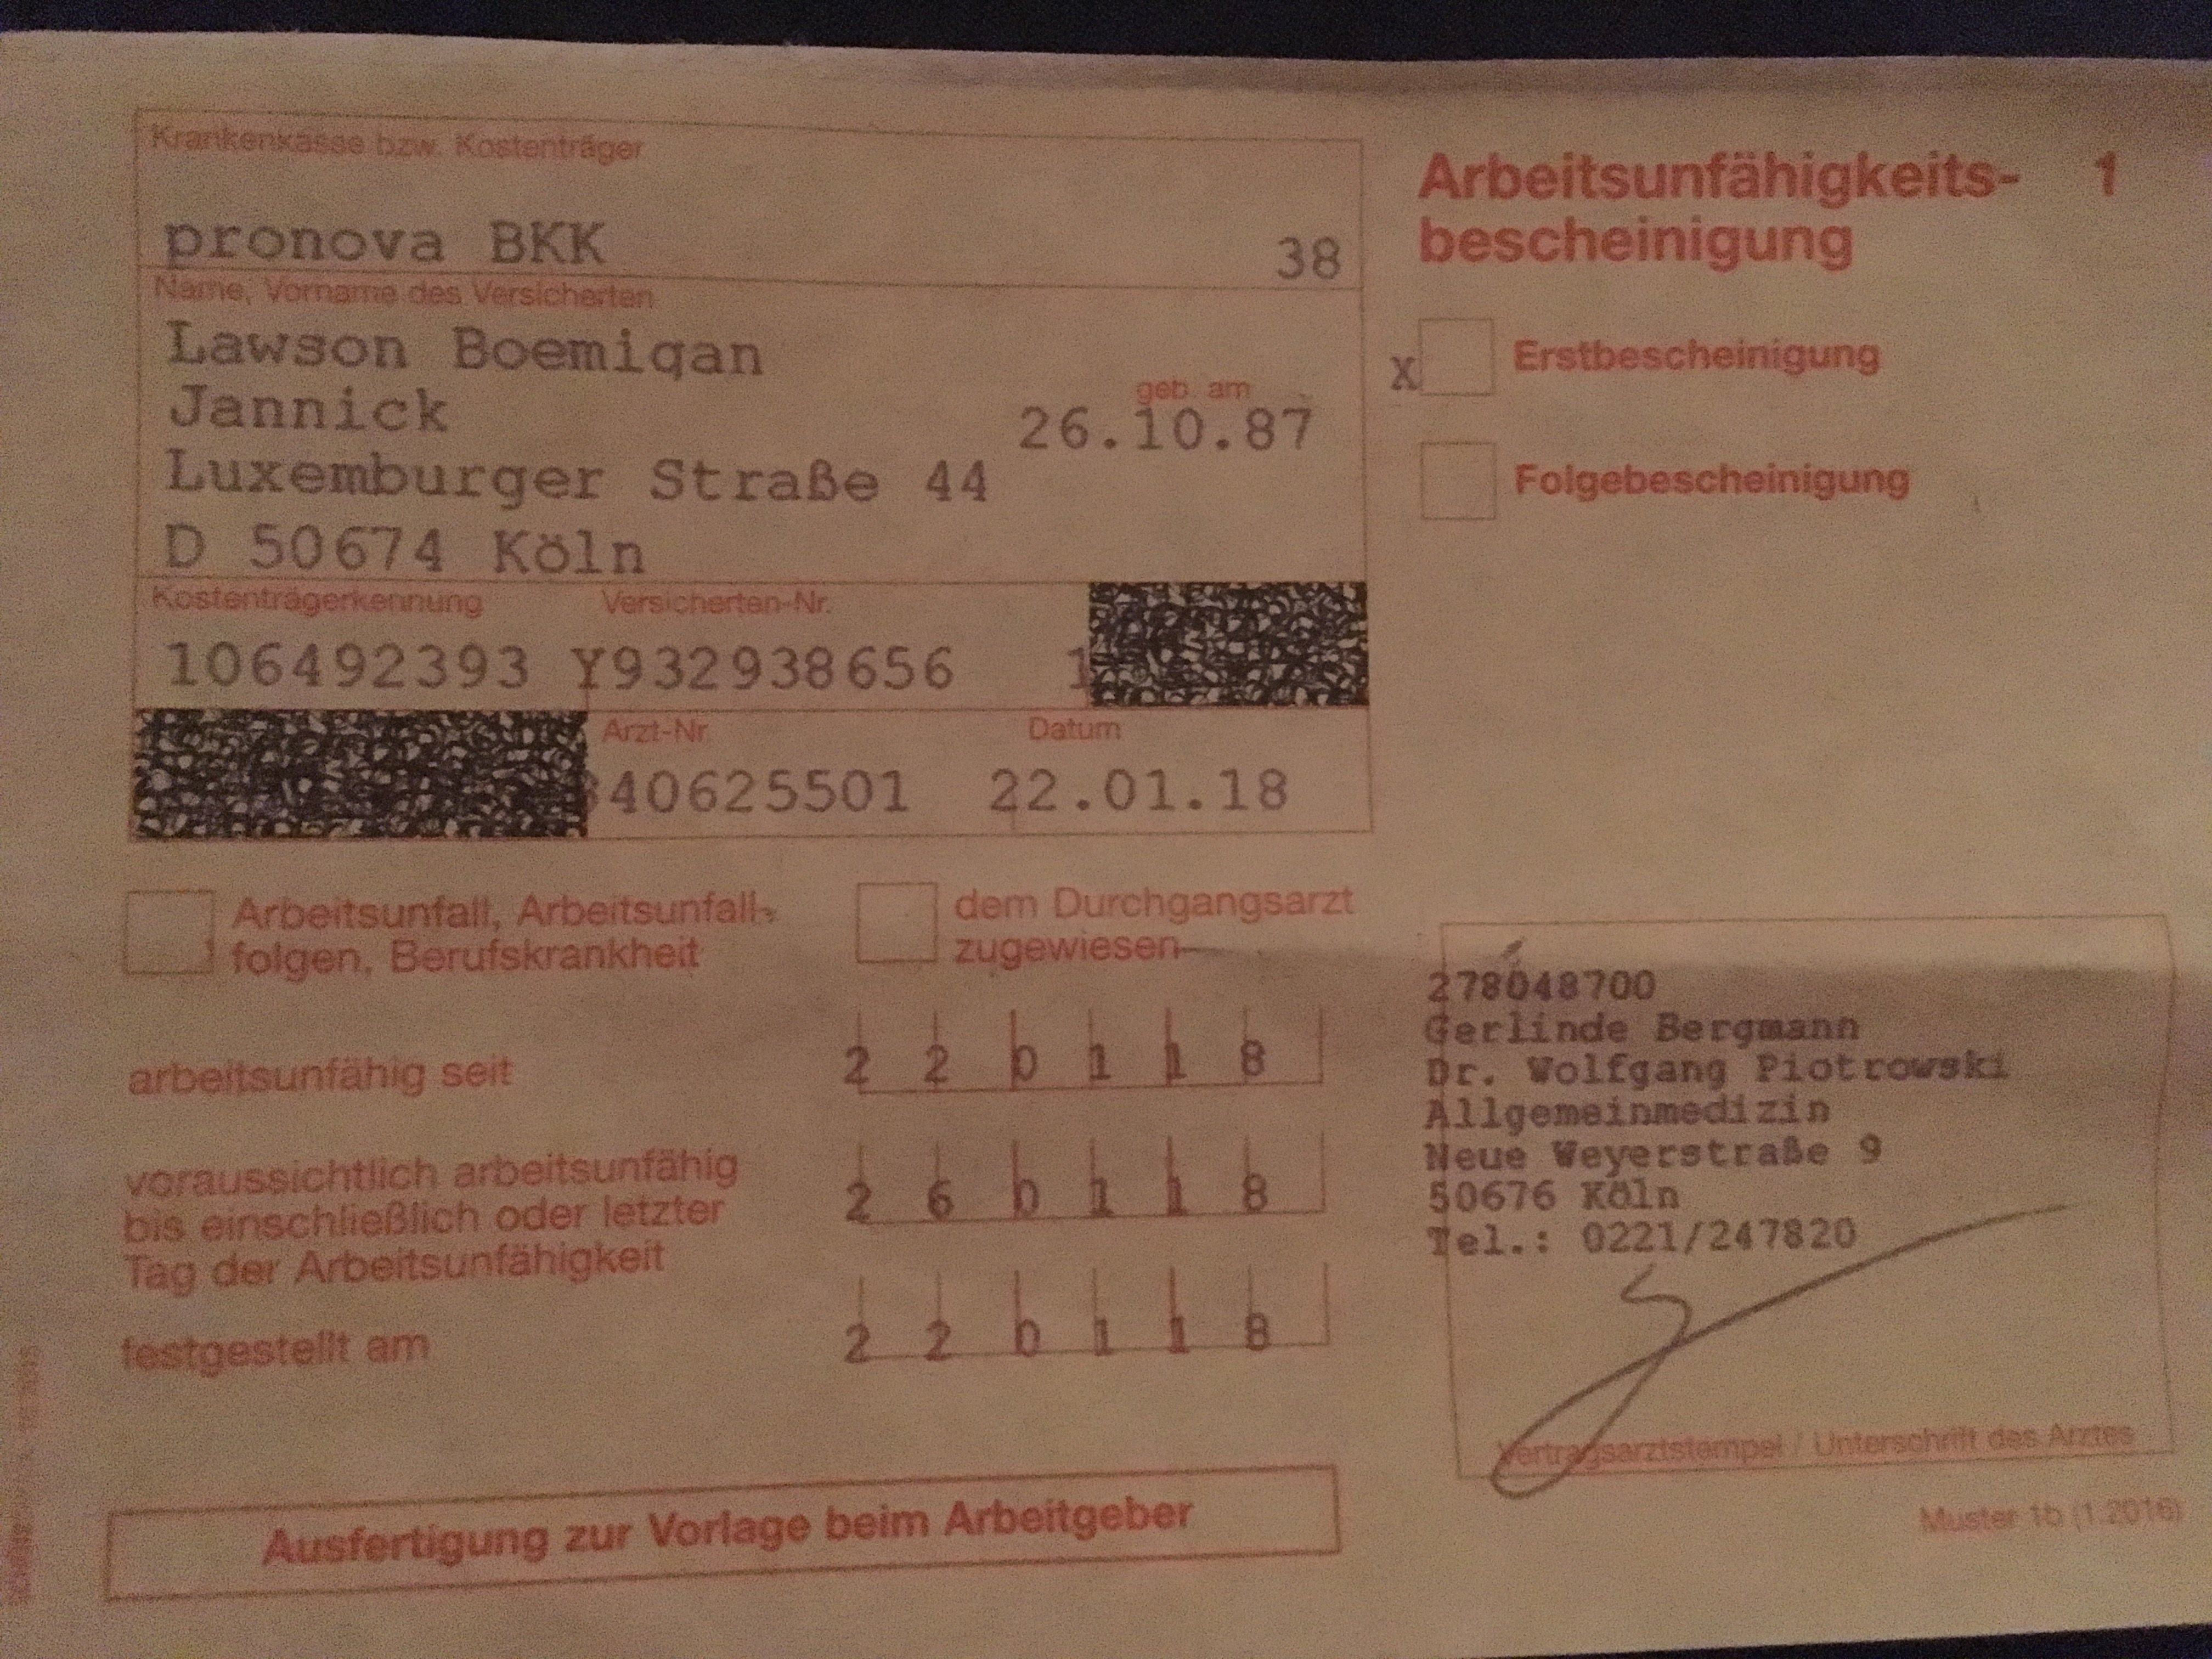 Krankenkasse bzw. Kostenträger
pronova BKK 38
Name, Vorname des Versicherten
Lawson Boemigan
Jannick
geb. am
26.10.87
Luxemburger Straße 44
D 50674 Köln
Kostenträgerkennung Versicherten-Nr.
106492393 Y932938656 1
Arzt-Nr. Datum
40625501 22.01.18
Arbeitsunfähigkeits- 1
bescheinigung
X Erstbescheinigung
Folgebescheinigung
Arbeitsunfall, Arbeitsunfall-
folgen, Berufskrankheit
dem Durchgangsarzt
zugewiesen
arbeitsunfähig seit 2 2 0 1 1 8
voraussichtlich arbeitsunfähig
bis einschließlich oder letzter
Tag der Arbeitsunfähigkeit 2 6 0 1 1 8
festgestellt am 2 2 0 1 1 8
278048700
Gerlinde Bergmann
Dr. Wolfgang Piotrowski
Allgemeinmedizin
Neue Weyerstraße 9
50676 Köln
Tel.: 0221/247820
Vertragsarztstempel / Unterschrift des Arztes
Ausfertigung zur Vorlage beim Arbeitgeber
Muster 1b (1.2016)